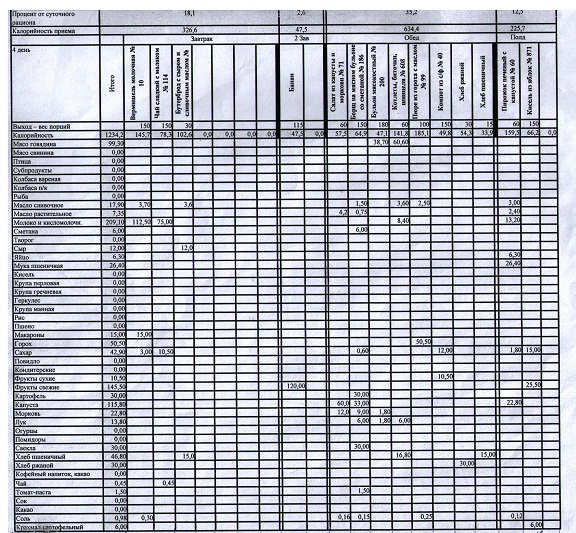 Процент от суточного рациона 18,1 2,6 35,2 12,5
Калорийность приема 326,6 47,5 634,4 225,7
Завтрак 2 Зав Обед Полд
4 день
Итого
Вермишель молочная № 10
Чай сладкий с молоком № 114
Бутерброд с сыром и сливочным маслом №
Банан
Салат из капусты и моркови № 71
Борщ на мясном бульоне со сметаной № 186
Бульон мясокостный № 200
Котлеты, биточки, шницели № 608
Пюре из гороха с маслом № 99
Компот из с/ф № 40
Хлеб ржаной
Хлеб пшеничный
Пирожок печеный с капустой № 60
Кисель из яблок № 871
Выход – вес порций 150 150 30 115 60 150 180 60 100 150 30 15 60 150
Калорийность 1234,2 145,7 78,3 102,6 0,0 0,0 0,0 0,0 47,5 0,0 57,5 64,9 47,1 141,8 185,1 49,8 54,3 33,9 159,5 66,2 0,0
Мясо говядина 99,30 38,70 60,60
Мясо свинина 0,00
Птица 0,00
Субпродукты 0,00
Колбаса вареная 0,00
Колбаса п/к 0,00
Рыба 0,00
Масло сливочное 17,90 3,70 3,6 1,50 3,60 2,50 3,00
Масло растительное 7,35 4,2 0,75 2,40
Молоко и кисломолочн. 209,10 112,50 75,00 8,40 13,20
Сметана 6,00 6,00
Творог 0,00
Сыр 12,00 12,0
Яйцо 6,30 6,30
Мука пшеничная 26,40 26,40
Кисель 0,00
Крупа перловая 0,00
Крупа гречневая 0,00
Геркулес 0,00
Крупа манная 0,00
Рис 0,00
Пшено 0,00
Макароны 15,00 15,00
Горох 50,50 50,50
Сахар 42,90 3,00 10,50 0,60 12,00 1,80 15,00
Повидло 0,00
Кондитерские 0,00
Фрукты сухие 10,50 10,50
Фрукты свежие 145,50 120,00 25,50
Картофель 30,00 30,00
Капуста 115,80 60,0 33,00 22,80
Морковь 22,80 12,0 9,00 1,80
Лук 13,80 6,00 1,80 6,00
Огурцы 0,00
Помидоры 0,00
Свекла 30,00 30,00
Хлеб пшеничный 46,80 15,0 16,80 15,00
Хлеб ржаной 30,00 30,00
Кофейный напиток, какао 0,00
Чай 0,45 0,45
Томат-паста 1,50 1,50
Сок 0,00
Какао 0,00
Соль 0,98 0,30 0,16 0,15 0,25 0,12
Крахмал картофельный 6,00 6,00